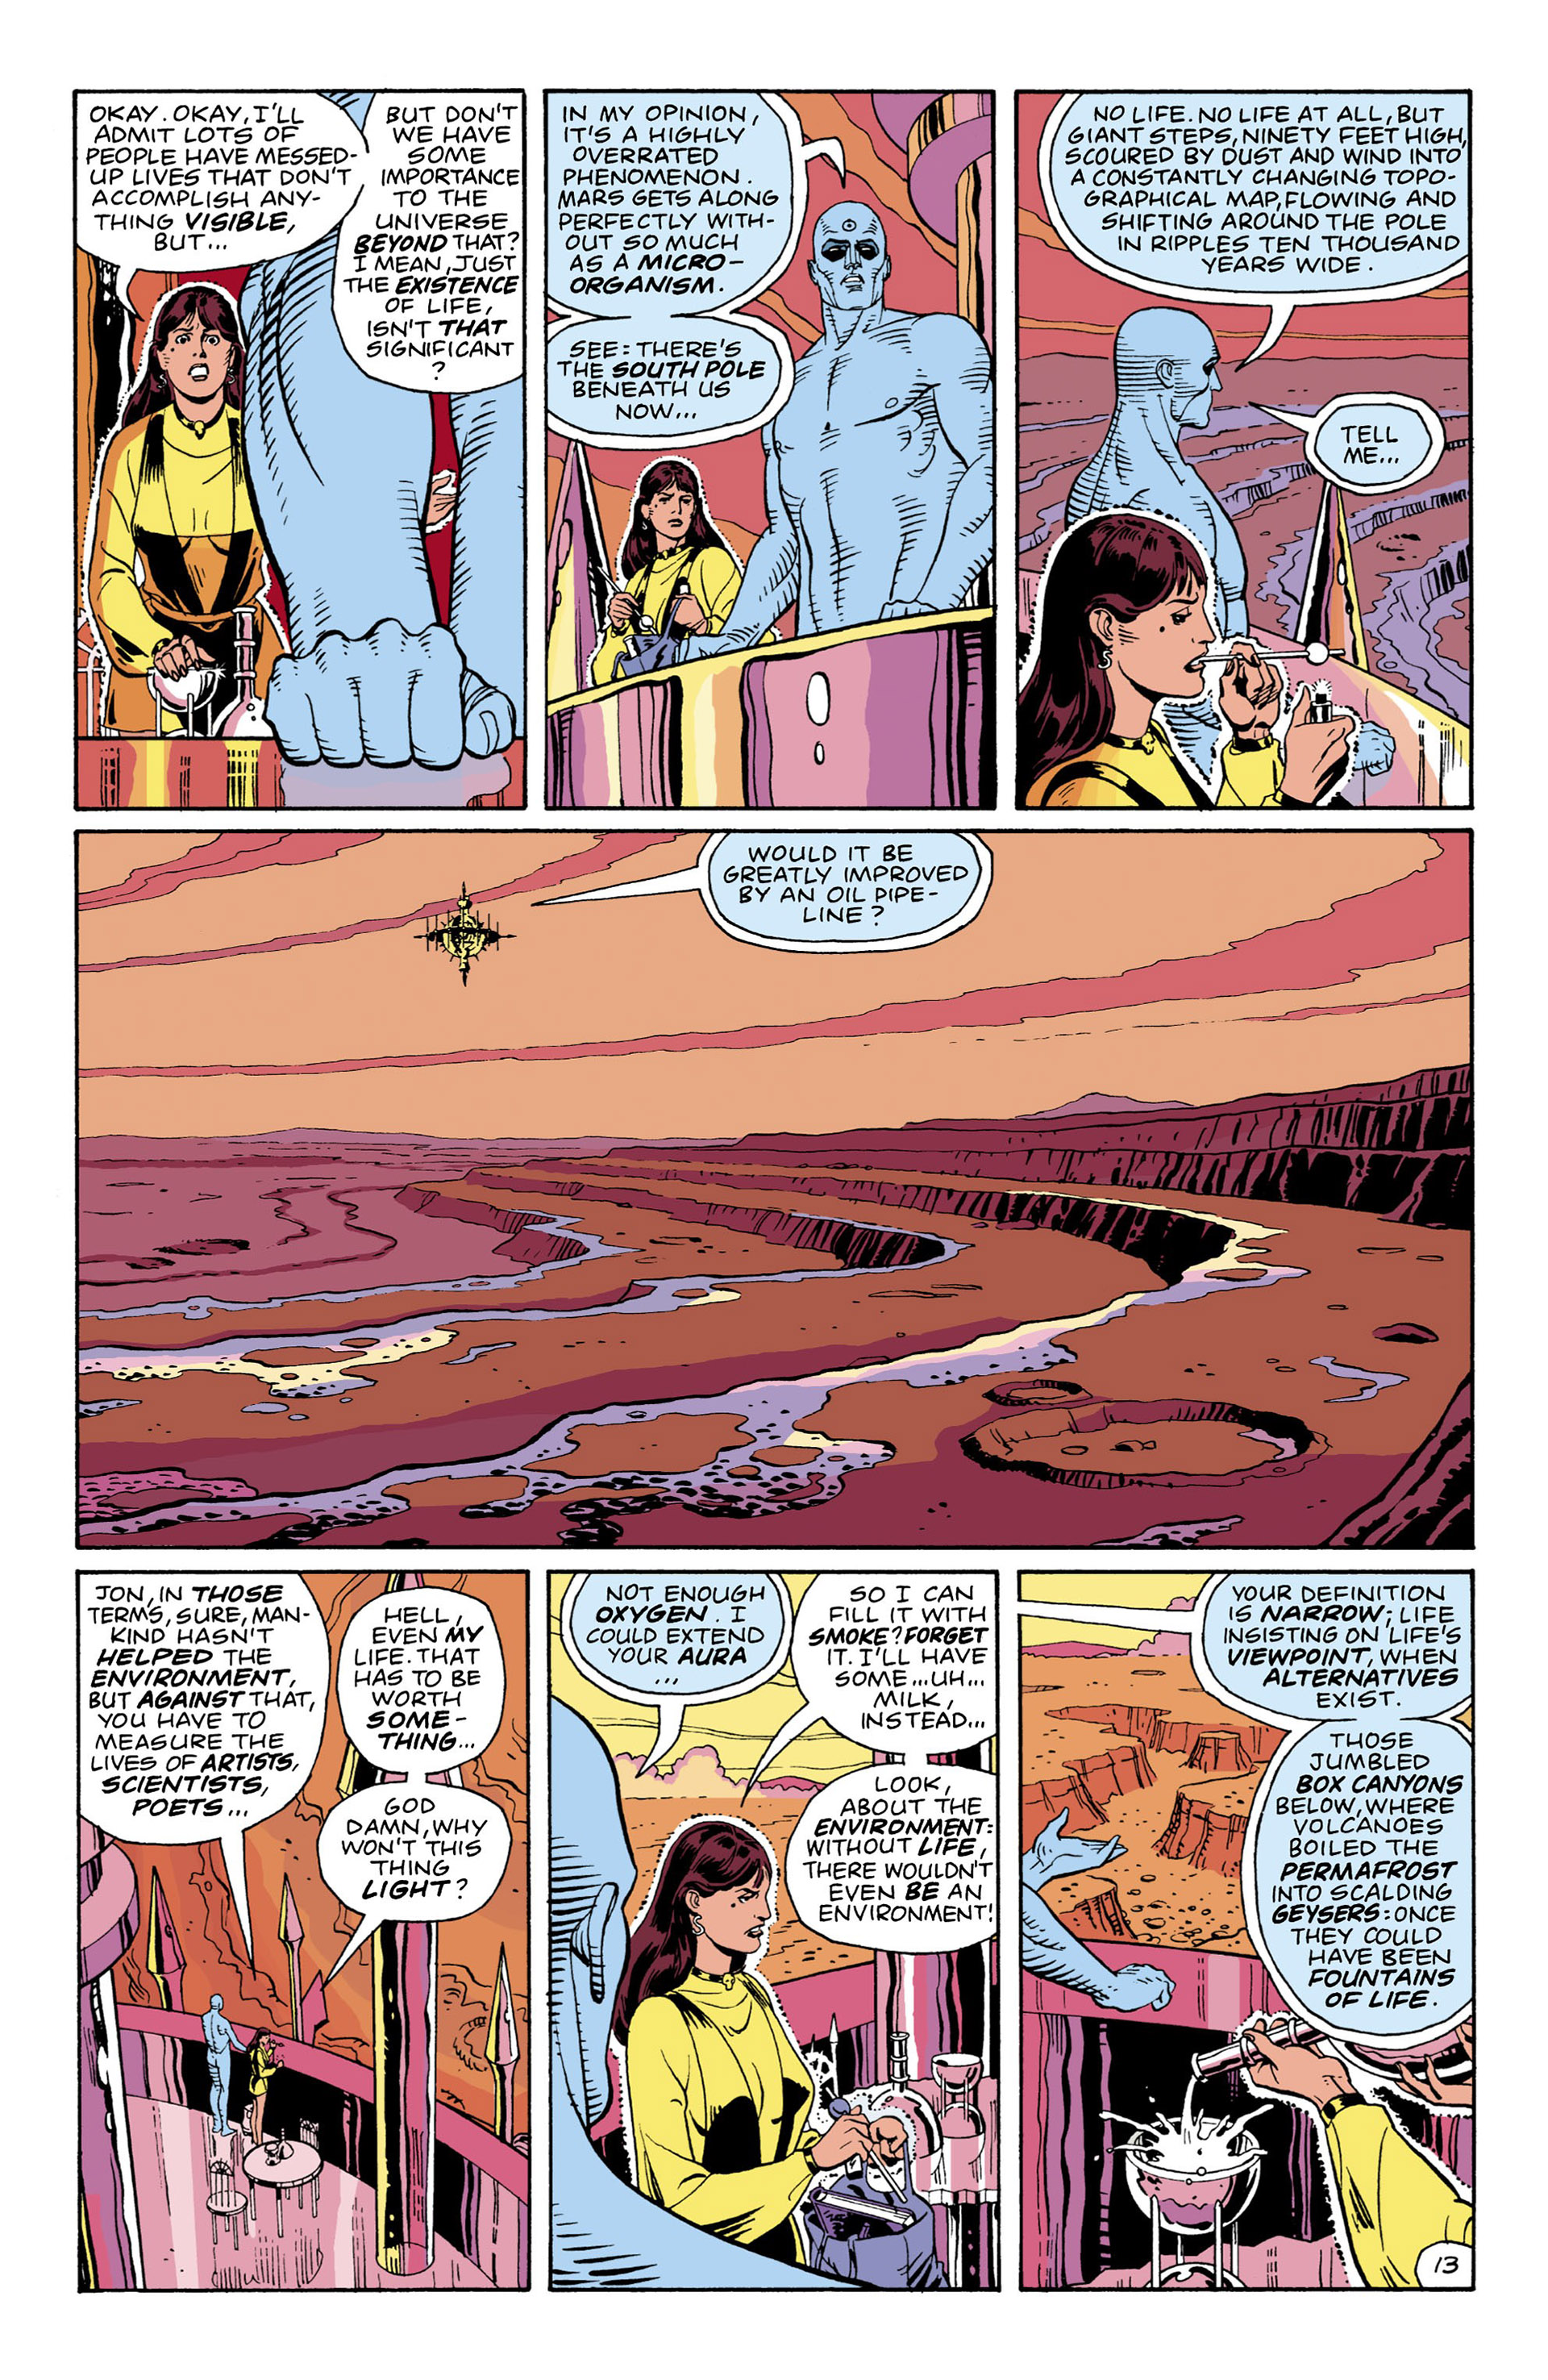 OKAY. OKAY, I'LL
ADMIT LOTS OF
PEOPLE HAVE MESSED-
UP LIVES THAT DON'T
ACCOMPLISH ANY-
THING VISIBLE,
BUT...
BUT DON'T
WE HAVE
SOME
IMPORTANCE
TO THE
UNIVERSE
BEYOND THAT?
I MEAN, JUST
THE EXISTENCE
OF LIFE,
ISN'T THAT
SIGNIFICANT
?
IN MY OPINION,
IT'S A HIGHLY
OVERRATED
PHENOMENON.
MARS GETS ALONG
PERFECTLY WITH-
OUT SO MUCH
AS A MICRO-
ORGANISM.
SEE: THERE'S
THE SOUTH POLE
BENEATH US
NOW...
NO LIFE. NO LIFE AT ALL, BUT
GIANT STEPS, NINETY FEET HIGH,
SCOURED BY DUST AND WIND INTO
A CONSTANTLY CHANGING TOPO-
GRAPHICAL MAP, FLOWING AND
SHIFTING AROUND THE POLE
IN RIPPLES TEN THOUSAND
YEARS WIDE.
TELL
ME...
WOULD IT BE
GREATLY IMPROVED
BY AN OIL PIPE-
LINE?
JON, IN THOSE
TERMS, SURE, MAN-
KIND HASN'T
HELPED THE
ENVIRONMENT,
BUT AGAINST THAT,
YOU HAVE TO
MEASURE THE
LIVES OF ARTISTS,
SCIENTISTS,
POETS...
HELL,
EVEN MY
LIFE. THAT
HAS TO BE
WORTH
SOME-
THING...
GOD
DAMN, WHY
WON'T THIS
THING
LIGHT?
NOT ENOUGH
OXYGEN. I
COULD EXTEND
YOUR AURA
...
SO I CAN
FILL IT WITH
SMOKE? FORGET
IT. I'LL HAVE
SOME...UH...
MILK,
INSTEAD...
LOOK,
ABOUT THE
ENVIRONMENT:
WITHOUT LIFE,
THERE WOULDN'T
EVEN BE AN
ENVIRONMENT!
YOUR DEFINITION
IS NARROW; LIFE
INSISTING ON LIFE'S
VIEWPOINT, WHEN
ALTERNATIVES
EXIST.
THOSE
JUMBLED
BOX CANYONS
BELOW, WHERE
VOLCANOES
BOILED THE
PERMAFROST
INTO SCALDING
GEYSERS: ONCE
THEY COULD
HAVE BEEN
FOUNTAINS
OF LIFE.
13